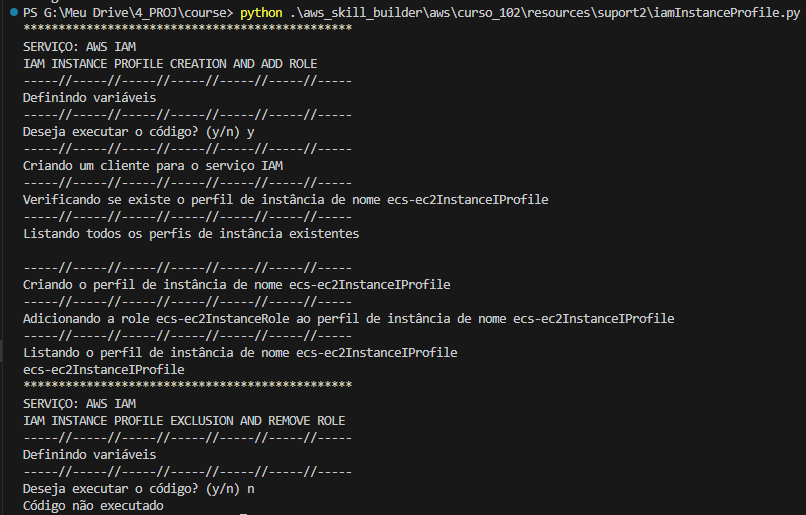 PS G:\Meu Drive\4_PROJ\course> python .\aws_skill_builder\aws\curso_102\resources\suport2\iamInstanceProfile.py
***********************************************
SERVIÇO: AWS IAM
IAM INSTANCE PROFILE CREATION AND ADD ROLE
-----//-----//-----//-----//-----//-----//-----
Definindo variáveis
-----//-----//-----//-----//-----//-----//-----
Deseja executar o código? (y/n) y
-----//-----//-----//-----//-----//-----//-----
Criando um cliente para o serviço IAM
-----//-----//-----//-----//-----//-----//-----
Verificando se existe o perfil de instância de nome ecs-ec2InstanceIProfile
-----//-----//-----//-----//-----//-----//-----
Listando todos os perfis de instância existentes
-----//-----//-----//-----//-----//-----//-----
Criando o perfil de instância de nome ecs-ec2InstanceIProfile
-----//-----//-----//-----//-----//-----//-----
Adicionando a role ecs-ec2InstanceRole ao perfil de instância de nome ecs-ec2InstanceIProfile
-----//-----//-----//-----//-----//-----//-----
Listando o perfil de instância de nome ecs-ec2InstanceIProfile
ecs-ec2InstanceIProfile
***********************************************
SERVIÇO: AWS IAM
IAM INSTANCE PROFILE EXCLUSION AND REMOVE ROLE
-----//-----//-----//-----//-----//-----//-----
Definindo variáveis
-----//-----//-----//-----//-----//-----//-----
Deseja executar o código? (y/n) n
Código não executado